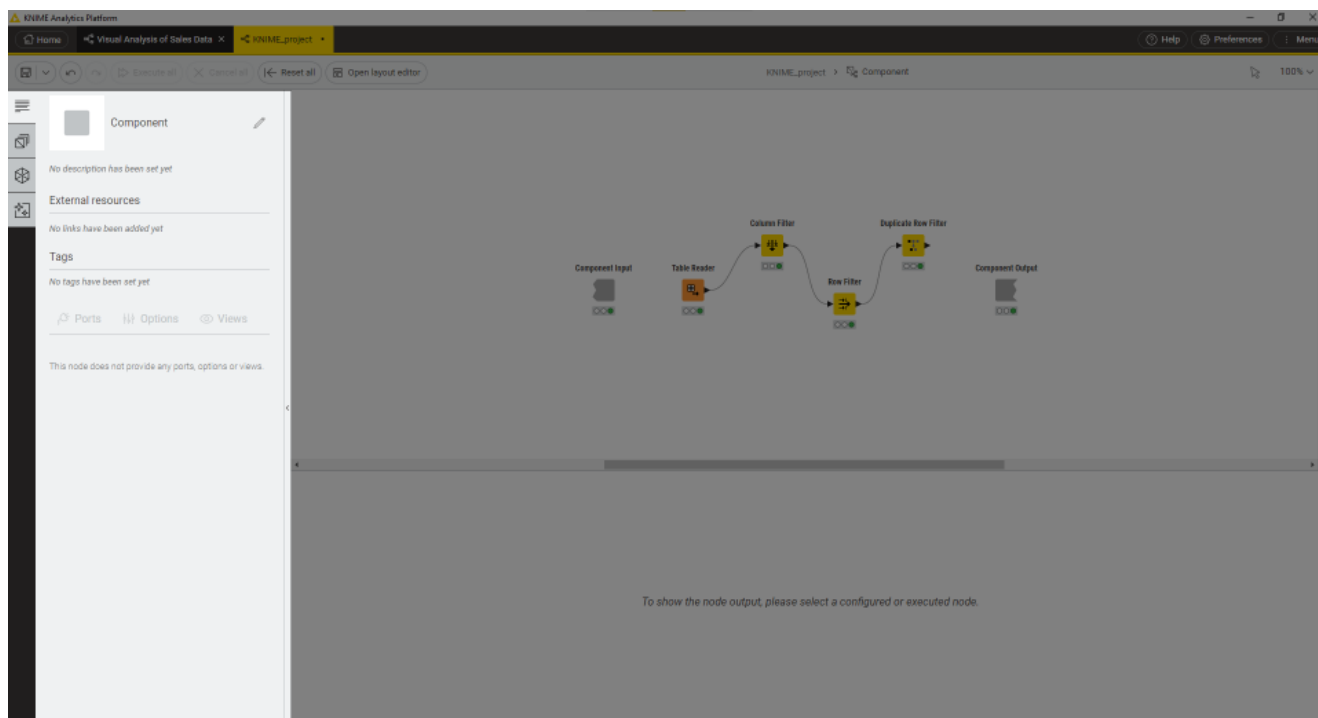 KNIME Analytics Platform
Home
Visual Analysis of Sales Data
KNIME_project
Help
Preferences
Menu
Execute all
Cancel all
Reset all
Open layout editor
KNIME_project > Component
100%
Component
No description has been set yet
External resources
No links have been added yet
Tags
No tags have been set yet
Ports
Options
Views
This node does not provide any ports, options or views.
Column Filter
Duplicate Row Filter
Component Input
Table Reader
Row Filter
Component Output
To show the node output, please select a configured or executed node.